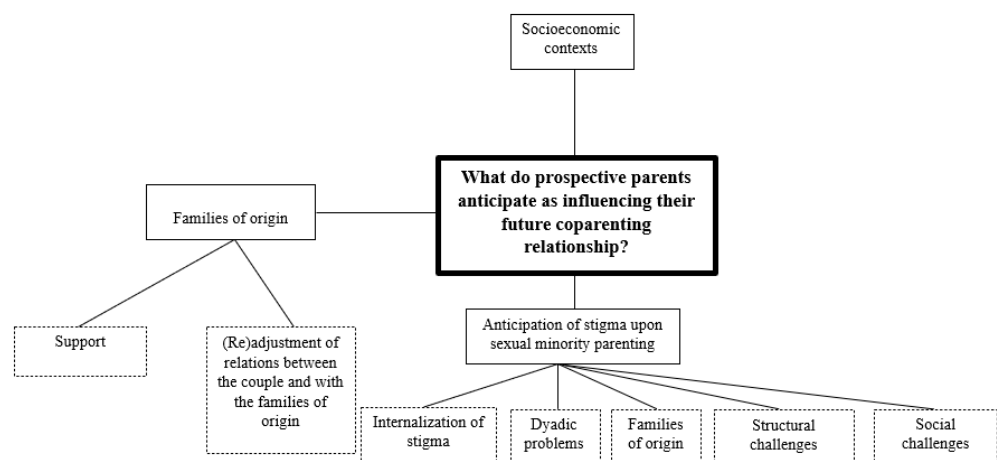 Socioeconomic
contexts
What do prospective parents
anticipate as influencing their
future coparenting
relationship?
Families of origin
Support
(Re)adjustment of
relations between
the couple and with
the families of
origin
Anticipation of stigma upon
sexual minority parenting
Internalization of
stigma
Dyadic
problems
Families
of origin
Structural
challenges
Social
challenges